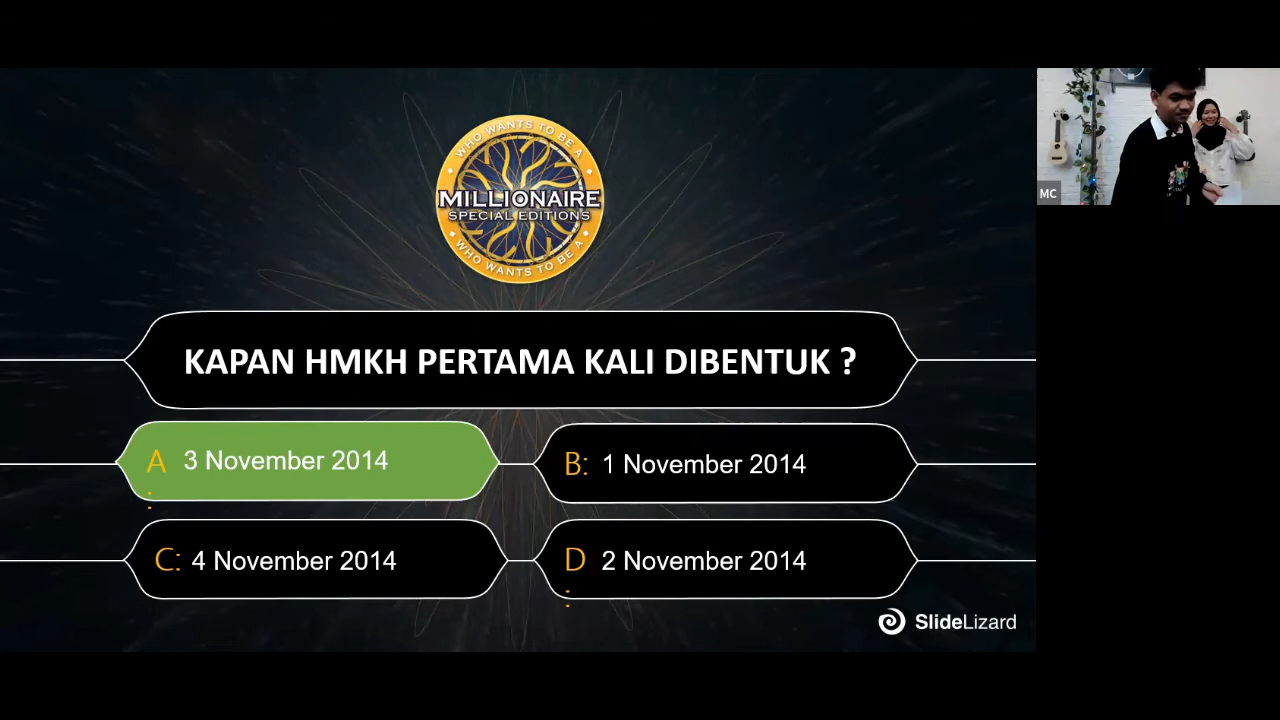 WHO WANTS TO BE A
MILLIONAIRE
SPECIAL EDITIONS
WHO WANTS TO BE A
MC
KAPAN HMKH PERTAMA KALI DIBENTUK ?
A: 3 November 2014
B: 1 November 2014
C: 4 November 2014
D: 2 November 2014
SlideLizard